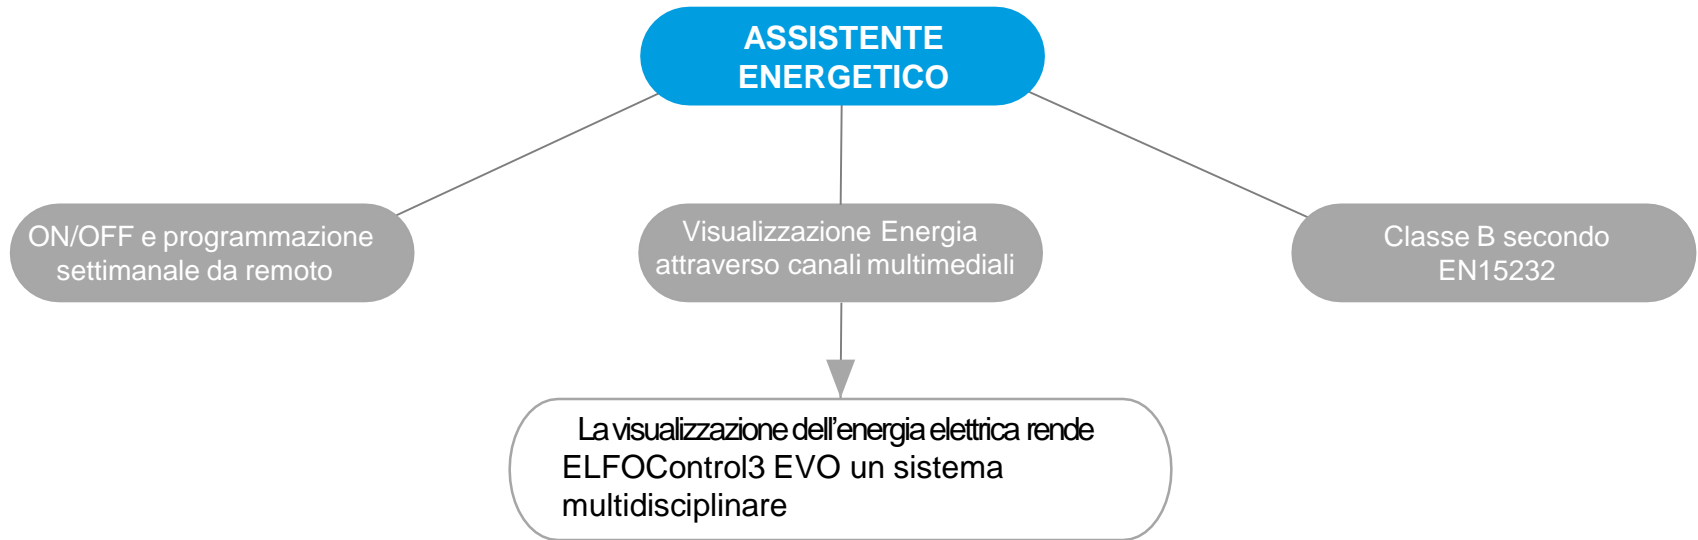 ASSISTENTE
ENERGETICO
ON/OFF e programmazione
settimanale da remoto
Visualizzazione Energia
attraverso canali multimediali
Classe B secondo
EN15232
La visualizzazione dell'energia elettrica rende
ELFOControl3 EVO un sistema
multidisciplinare